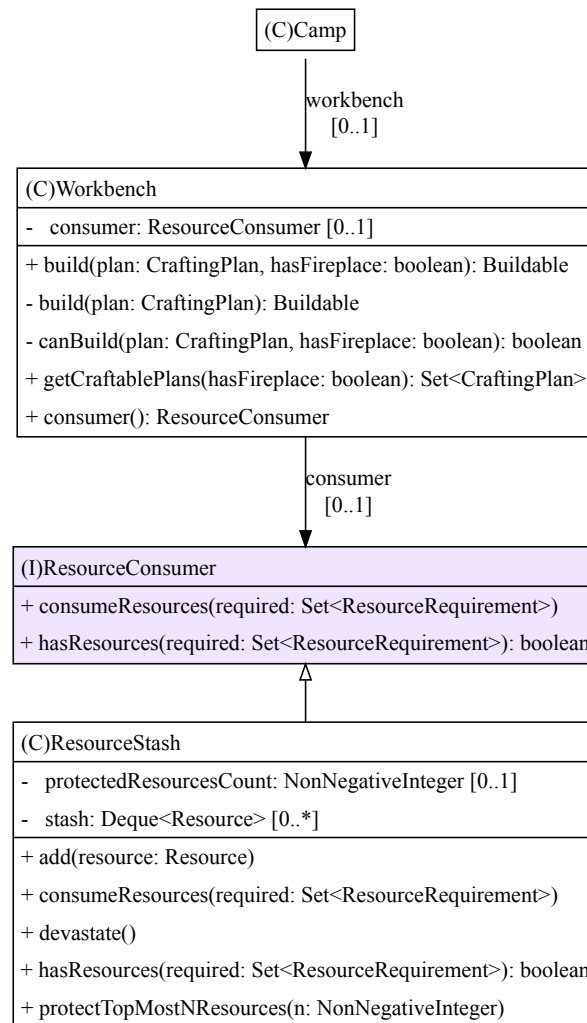 (C)Camp
workbench
[0..1]
(C)Workbench
- consumer: ResourceConsumer [0..1]
+ build(plan: CraftingPlan, hasFireplace: boolean): Buildable
- build(plan: CraftingPlan): Buildable
- canBuild(plan: CraftingPlan, hasFireplace: boolean): boolean
+ getCraftablePlans(hasFireplace: boolean): Set<CraftingPlan>
+ consumer(): ResourceConsumer
consumer
[0..1]
(I)ResourceConsumer
+ consumeResources(required: Set<ResourceRequirement>)
+ hasResources(required: Set<ResourceRequirement>): boolean
(C)ResourceStash
- protectedResourcesCount: NonNegativeInteger [0..1]
- stash: Deque<Resource> [0..*]
+ add(resource: Resource)
+ consumeResources(required: Set<ResourceRequirement>)
+ devastate()
+ hasResources(required: Set<ResourceRequirement>): boolean
+ protectTopMostNResources(n: NonNegativeInteger)